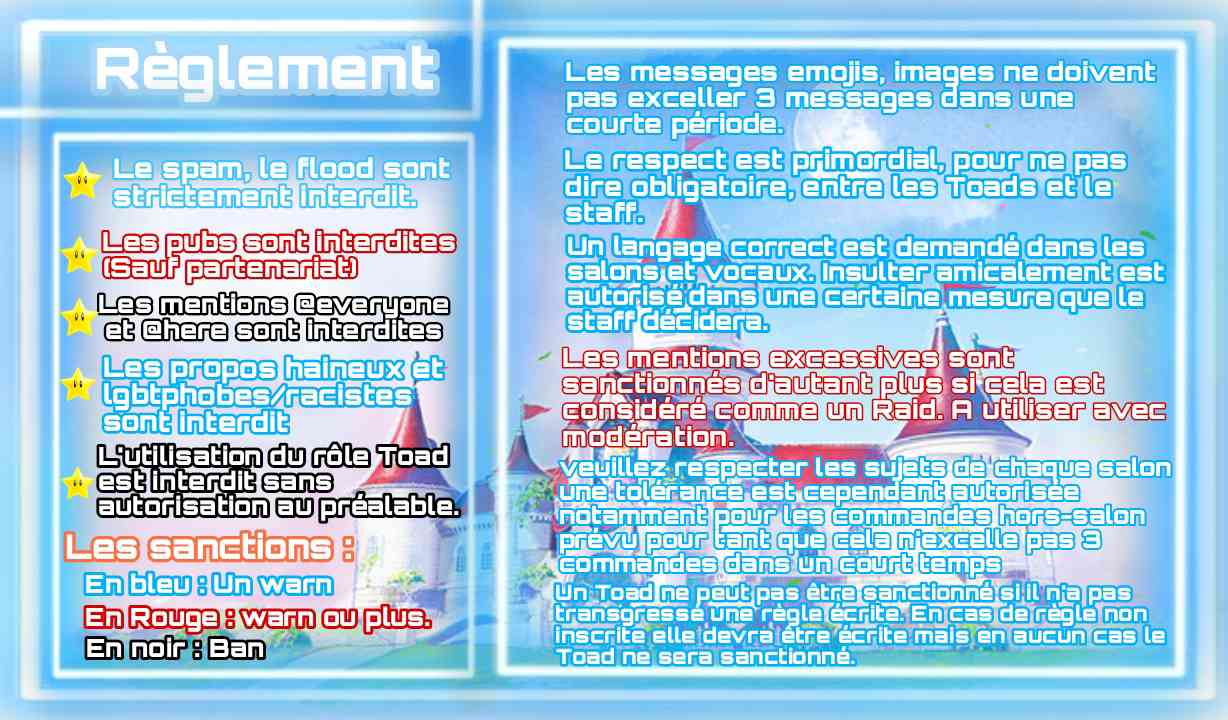 Règlement
Le spam, le flood sont
strictement interdit.
Les pubs sont interdites
(Sauf partenariat)
Les mentions @everyone
et @here sont interdites
Les propos haineux et
lgbtphobes/racistes
sont interdit
L'utilisation du rôle Toad
est interdit sans
autorisation au préalable.
Les sanctions :
En bleu : Un warn
En Rouge : warn ou plus.
En noir : Ban
Les messages emojis, images ne doivent
pas exceller 3 messages dans une
courte période.
Le respect est primordial, pour ne pas
dire obligatoire, entre les Toads et le
staff.
Un langage correct est demandé dans les
salons et vocaux. Insulter amicalement est
autorisé dans une certaine mesure que le
staff décidera.
Les mentions excessives sont
sanctionnés d'autant plus si cela est
considéré comme un Raid. A utiliser avec
modération.
veuillez respecter les sujets de chaque salon
une tolérance est cependant autorisée
notamment pour les commandes hors-salon
prévu pour tant que cela n'excelle pas 3
commandes dans un court temps
Un Toad ne peut pas être sanctionné si il n'a pas
transgressé une règle écrite. En cas de règle non
inscrite elle devra être écrite mais en aucun cas le
Toad ne sera sanctionné.